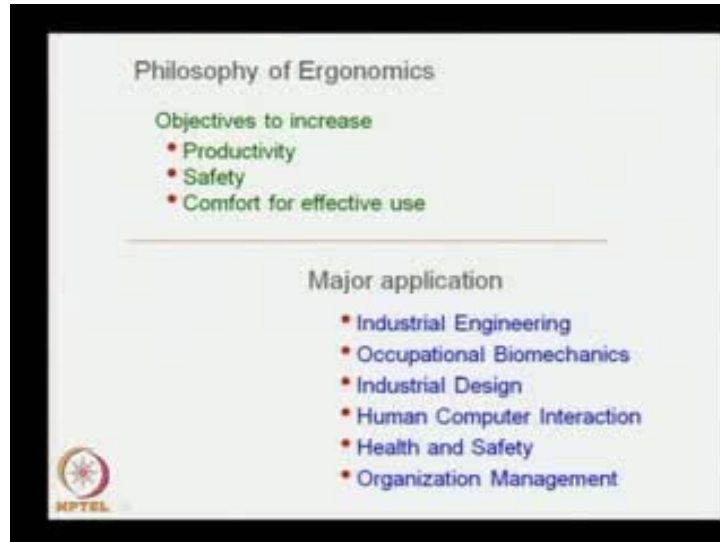 Philosophy of Ergonomics
Objectives to increase
• Productivity
• Safety
• Comfort for effective use
Major application
• Industrial Engineering
• Occupational Biomechanics
• Industrial Design
• Human Computer Interaction
• Health and Safety
• Organization Management
NPTEL